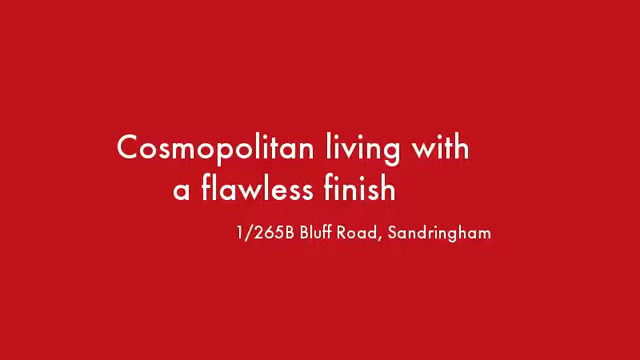 Cosmopolitan living with
a flawless finish
1/265B Bluff Road, Sandringham